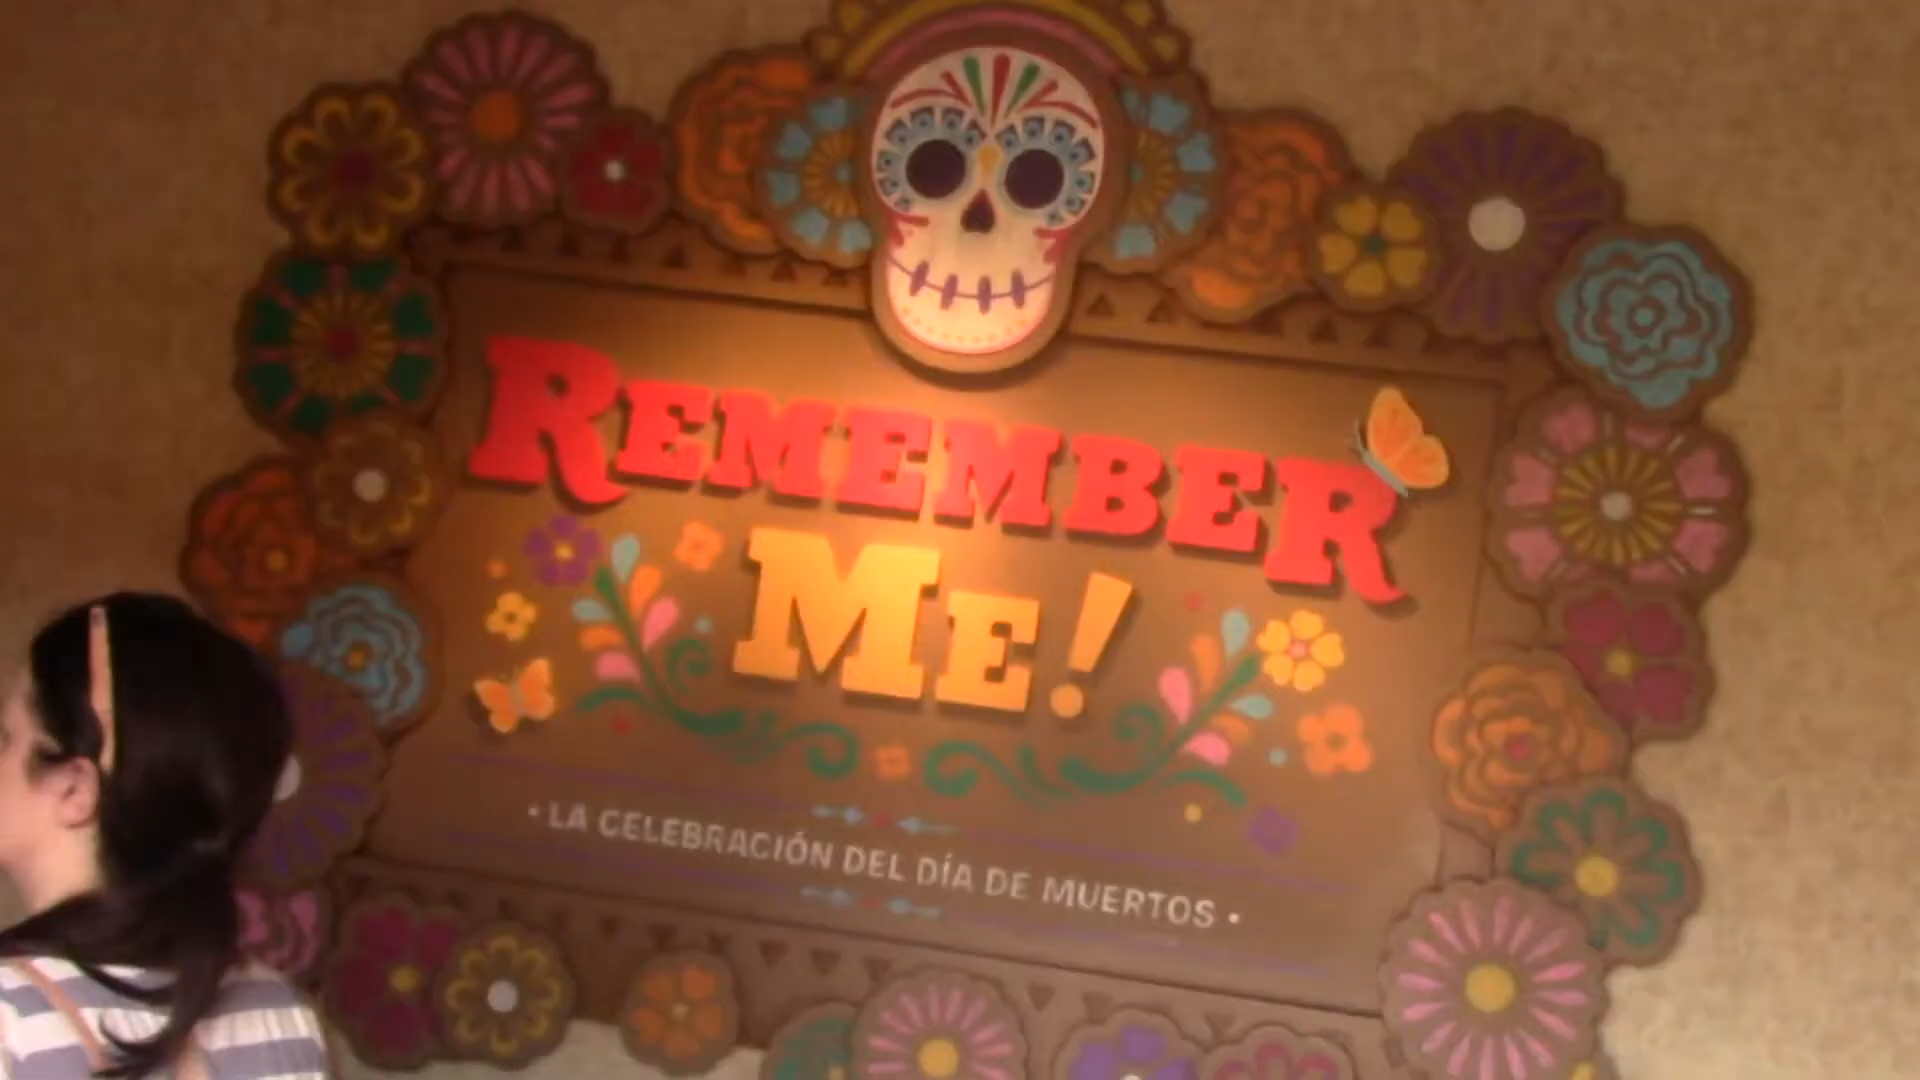 REMEMBER
ME!
• LA CELEBRACIÓN DEL DÍA DE MUERTOS •